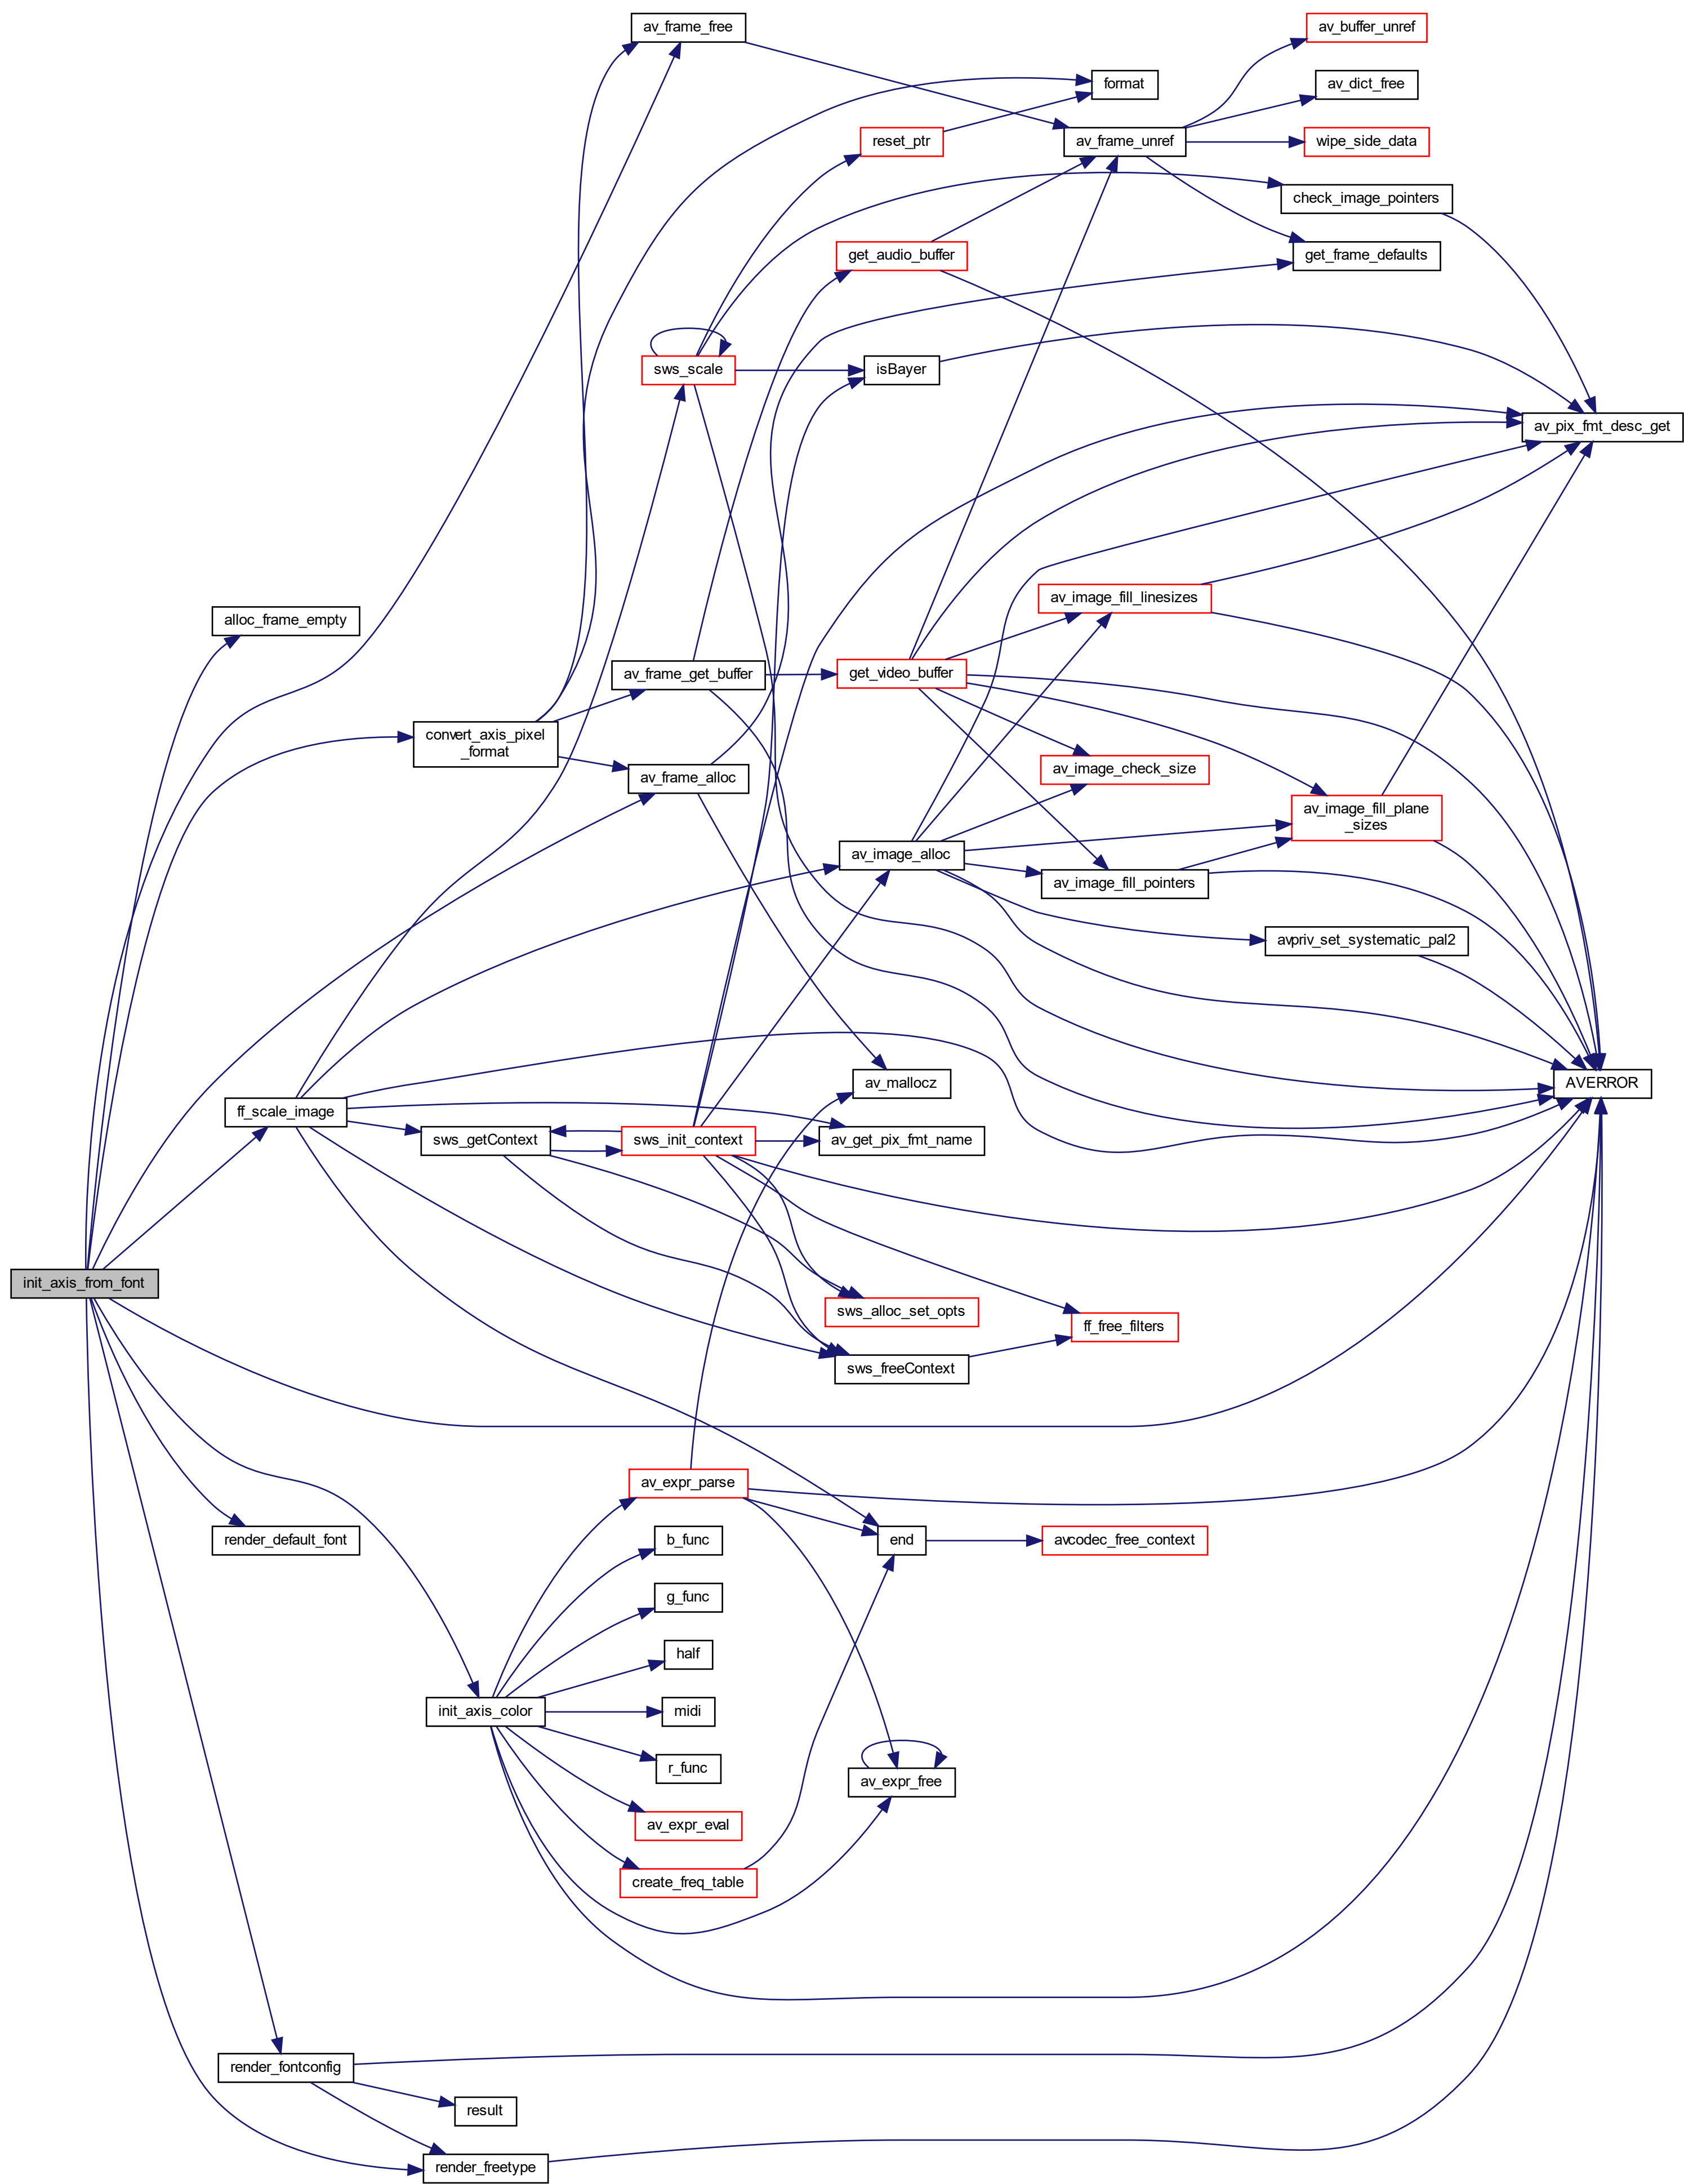 av_frame_free
av_buffer_unref
format
av_dict_free
reset_ptr
av_frame_unref
wipe_side_data
check_image_pointers
get_audio_buffer
get_frame_defaults
sws_scale
isBayer
av_pix_fmt_desc_get
alloc_frame_empty
av_image_fill_linesizes
av_frame_get_buffer
get_video_buffer
convert_axis_pixel
_format
av_frame_alloc
av_image_check_size
av_image_fill_plane
_sizes
av_image_alloc
av_image_fill_pointers
avpriv_set_systematic_pal2
av_mallocz
AVERROR
ff_scale_image
sws_getContext
sws_init_context
av_get_pix_fmt_name
init_axis_from_font
sws_alloc_set_opts
ff_free_filters
sws_freeContext
av_expr_parse
render_default_font
b_func
end
avcodec_free_context
g_func
half
init_axis_color
midi
r_func
av_expr_free
av_expr_eval
create_freq_table
render_fontconfig
result
render_freetype